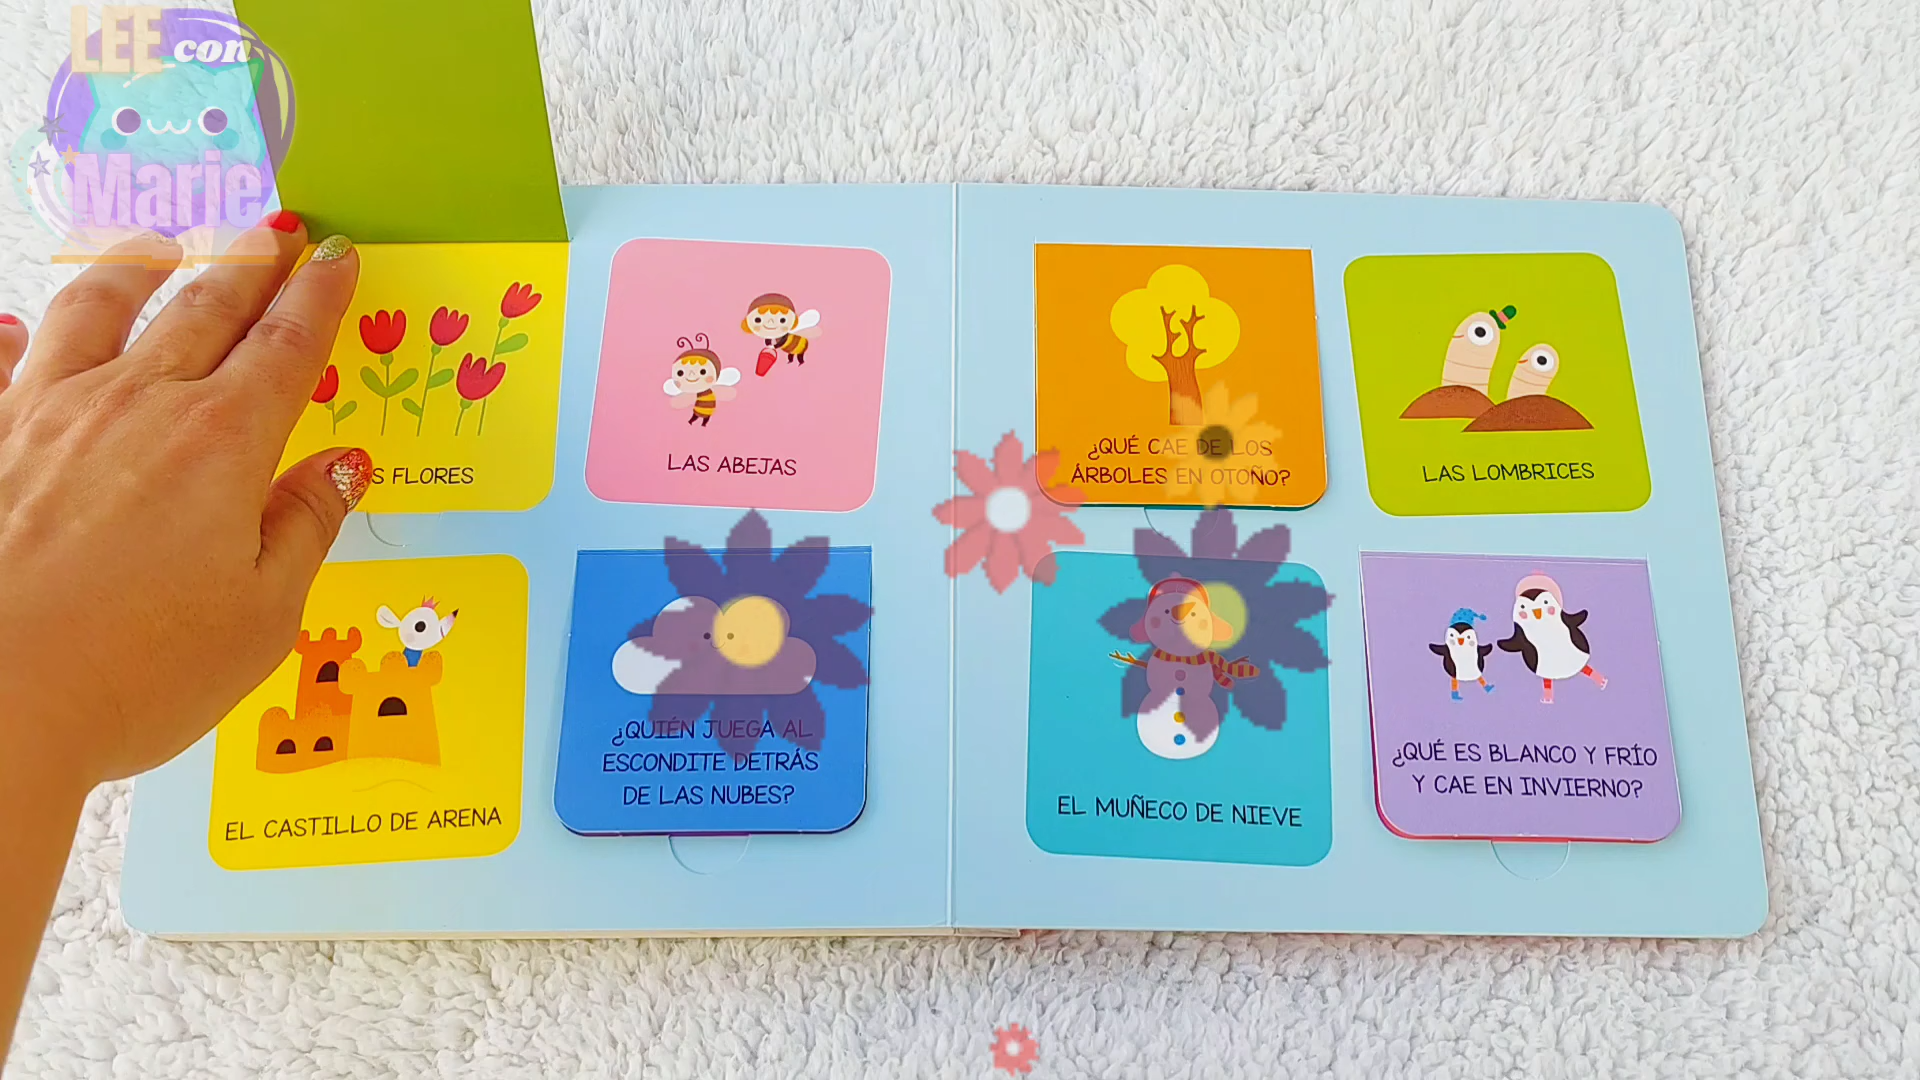 LEE con
Marie
S FLORES
LAS ABEJAS
¿QUÉ CAE DE LOS
ÁRBOLES EN OTOÑO?
LAS LOMBRICES
EL CASTILLO DE ARENA
¿QUIÉN JUEGA AL
ESCONDITE DETRÁS
DE LAS NUBES?
EL MUÑECO DE NIEVE
¿QUÉ ES BLANCO Y FRÍO
Y CAE EN INVIERNO?